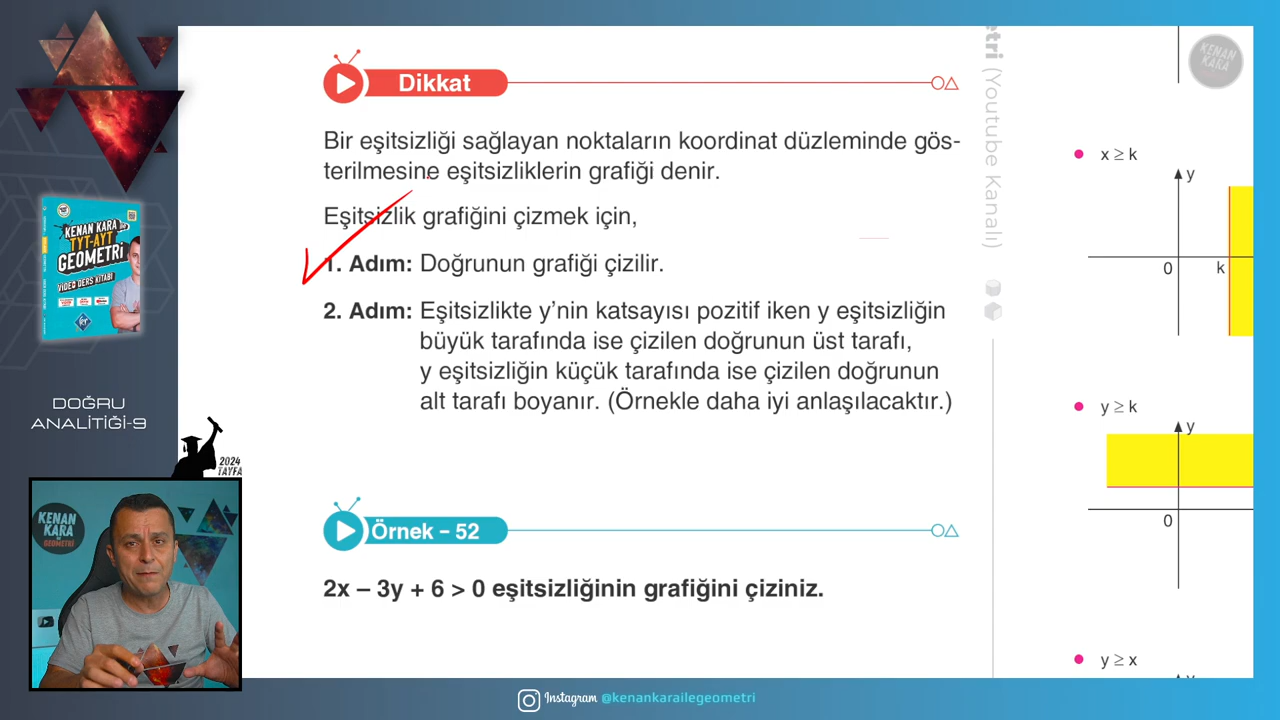 Dikkat
Bir eşitsizliği sağlayan noktaların koordinat düzleminde gös-
terilmesine eşitsizliklerin grafiği denir.
Eşitsizlik grafiğini çizmek için,
1. Adım: Doğrunun grafiği çizilir.
2. Adım: Eşitsizlikte y’nin katsayısı pozitif iken y eşitsizliğin
büyük tarafında ise çizilen doğrunun üst tarafı,
y eşitsizliğin küçük tarafında ise çizilen doğrunun
alt tarafı boyanır. (Örnekle daha iyi anlaşılacaktır.)
Örnek – 52
2x – 3y + 6 > 0 eşitsizliğinin grafiğini çiziniz.
etri (Youtube Kanalı)
KENAN
KARA
x ≥ k
y
0
k
y ≥ k
y
0
y ≥ x
y
KENAN KARA
TYT-AYT
GEOMETRİ
VİDEO DERS KİTABI
DOĞRU
ANALİTİĞİ-9
2024
TAYFA
KENAN
KARA
GEOMETRİ
Instagram @kenankarailegeometri